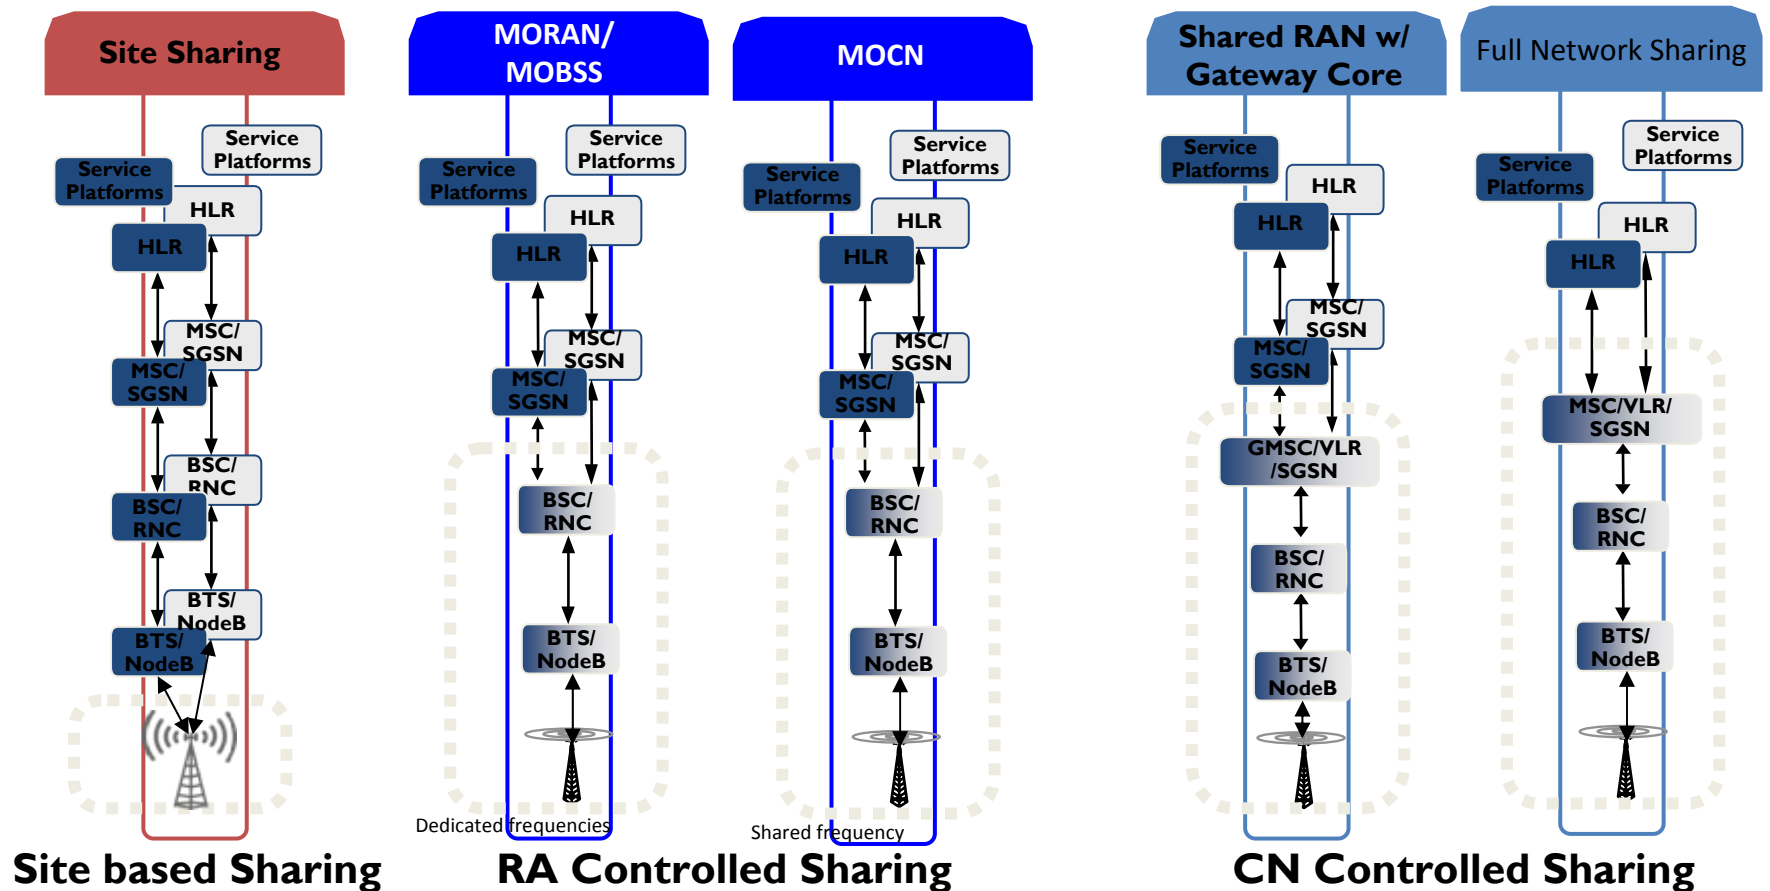 Site Sharing
Service
Platforms
Service
Platforms
HLR
HLR
MSC/
SGSN
MSC/
SGSN
BSC/
RNC
BSC/
RNC
BTS/
NodeB
BTS/
NodeB
MORAN/
MOBSS
Service
Platforms
Service
Platforms
HLR
HLR
MSC/
SGSN
MSC/
SGSN
BSC/
RNC
BTS/
NodeB
Dedicated frequencies
MOCN
Service
Platforms
Service
Platforms
HLR
HLR
MSC/
SGSN
MSC/
SGSN
BSC/
RNC
BTS/
NodeB
Shared frequency
Shared RAN w/
Gateway Core
Service
Platforms
HLR
HLR
MSC/
SGSN
MSC/
SGSN
GMSC/VLR
/SGSN
BSC/
RNC
BTS/
NodeB
Full Network Sharing
Service
Platforms
Service
Platforms
HLR
HLR
MSC/VLR/
SGSN
BSC/
RNC
BTS/
NodeB
Site based Sharing
RA Controlled Sharing
CN Controlled Sharing